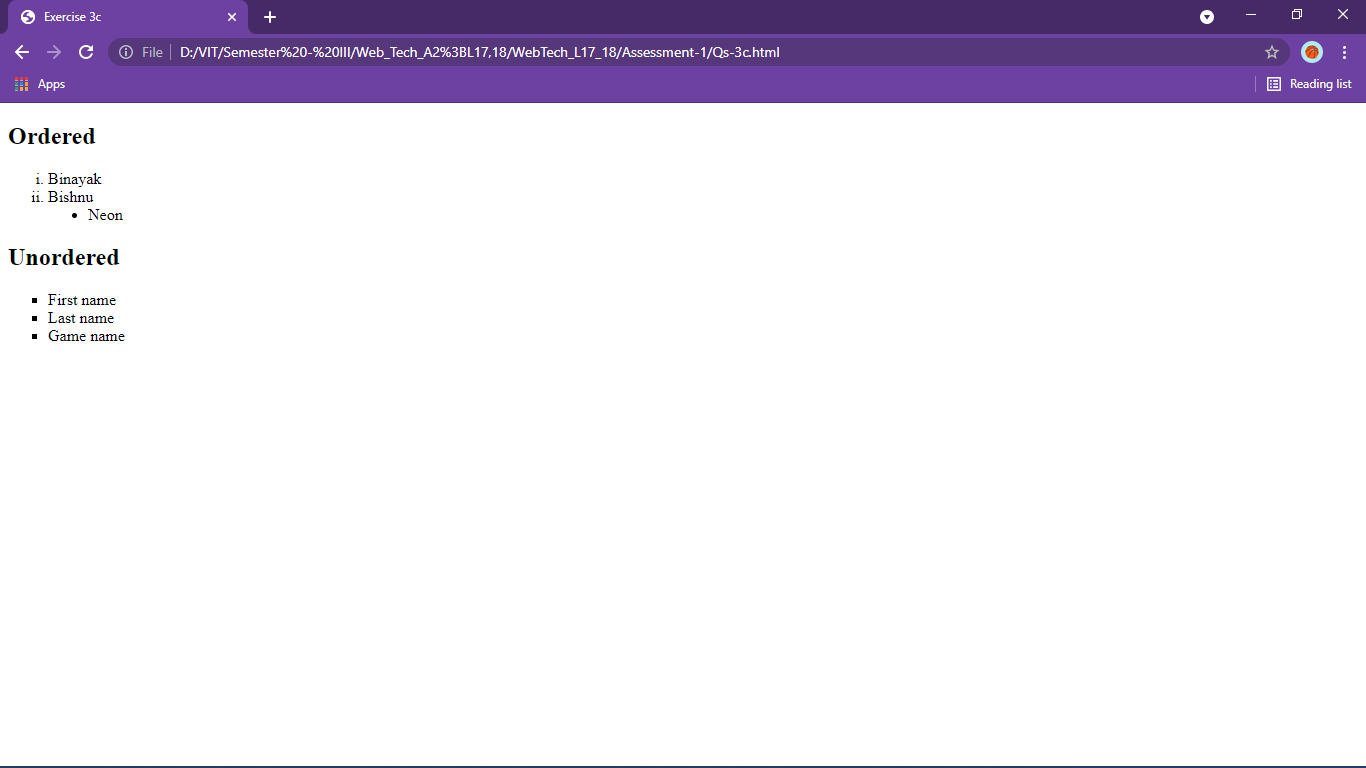 Exercise 3c
File D:/VIT/Semester%20-%20III/Web_Tech_A2%3BL17,18/WebTech_L17_18/Assessment-1/Qs-3c.html
Apps Reading list
Ordered
i. Binayak
ii. Bishnu
• Neon
Unordered
▪ First name
▪ Last name
▪ Game name